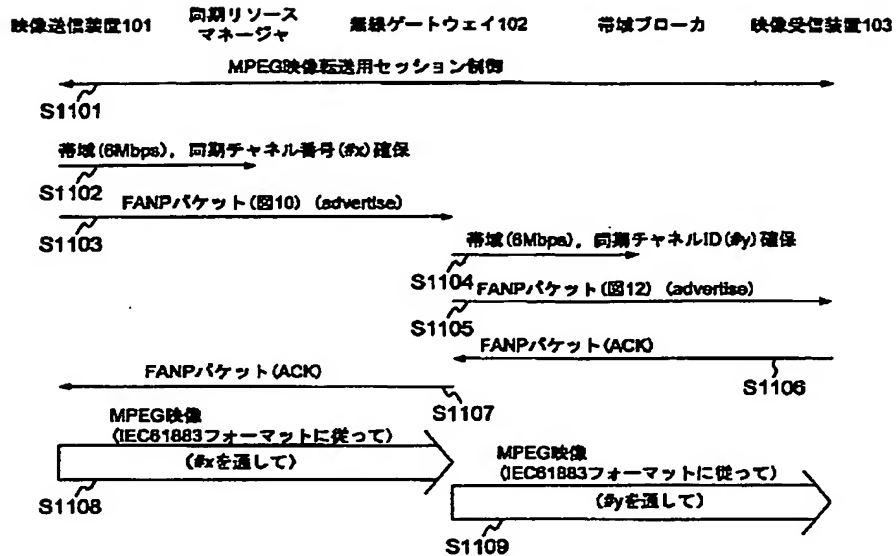 映像送信装置101
同期リソース
マネージャ
無線ゲートウェイ102
帯域ブローカ
映像受信装置103
MPEG映像転送用セッション制御
S1101
帯域(6Mbps), 同期チャネル番号(#x)確保
S1102
FANPパケット(図10) (advertise)
S1103
帯域(6Mbps), 同期チャネルID(#y)確保
S1104
FANPパケット(図12) (advertise)
S1105
FANPパケット(ACK)
S1106
FANPパケット(ACK)
S1107
MPEG映像
(IEC61883フォーマットに従って)
(#xを通して)
S1108
MPEG映像
(IEC61883フォーマットに従って)
(#yを通して)
S1109